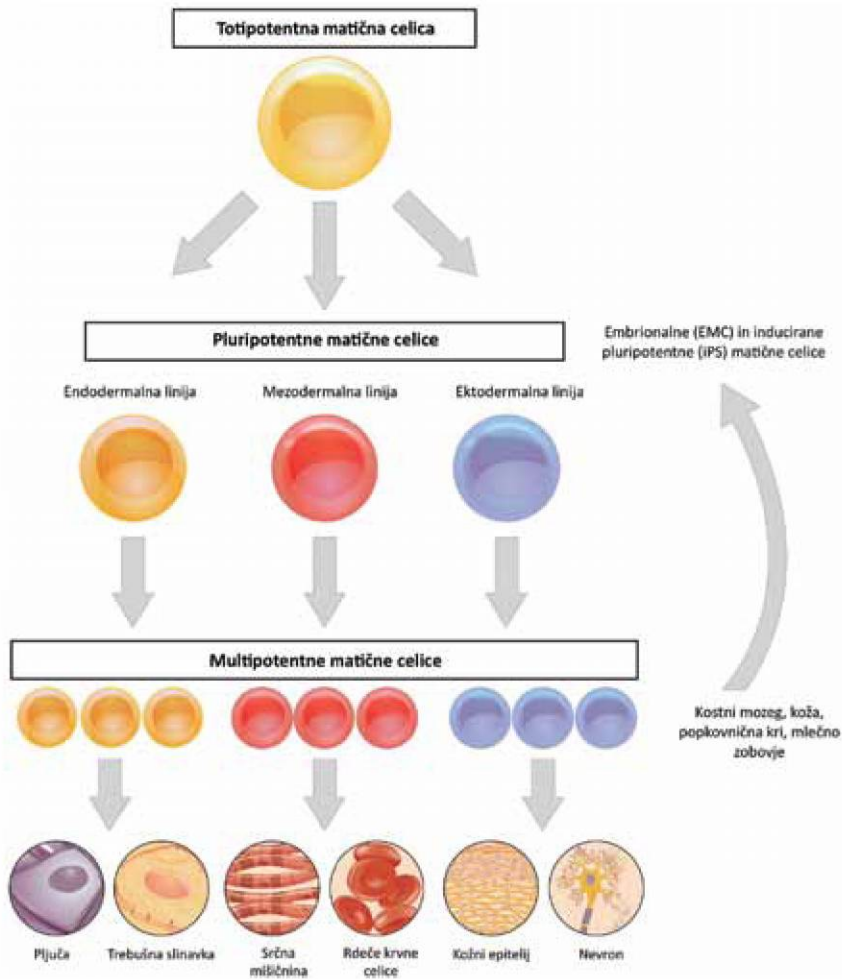 Totipotentna matična celica
Pluripotentne matične celice
Embrionalne (EMC) in inducirane
pluripotentne (iPS) matične celice
Endodermalna linija
Mezodermalna linija
Ektodermalna linija
Multipotentne matične celice
Kostni mozeg, koža,
popkovnična kri, mlečno
zobovje
Pljuča
Trebušna slinavka
Srčna
mišičnina
Rdeče krvne
celice
Kožni epitelij
Nevron